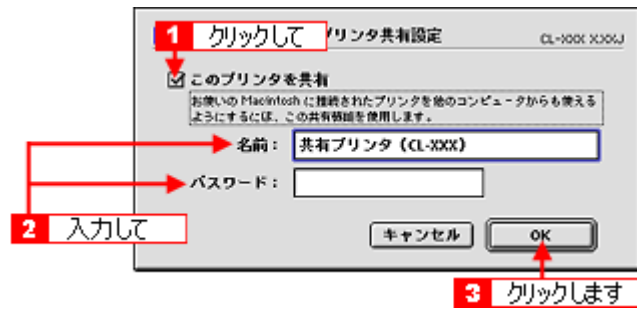 1 クリックして プリンタ共有設定 CL-XXX XXXJ
このプリンタを共有
お使いの Macintosh に接続されたプリンタを他のコンピュータからも使える
ようにするには、この共有機能を使用します。
名前： 共有プリンタ（CL-XXX）
パスワード：
2 入力して
キャンセル OK
3 クリックします